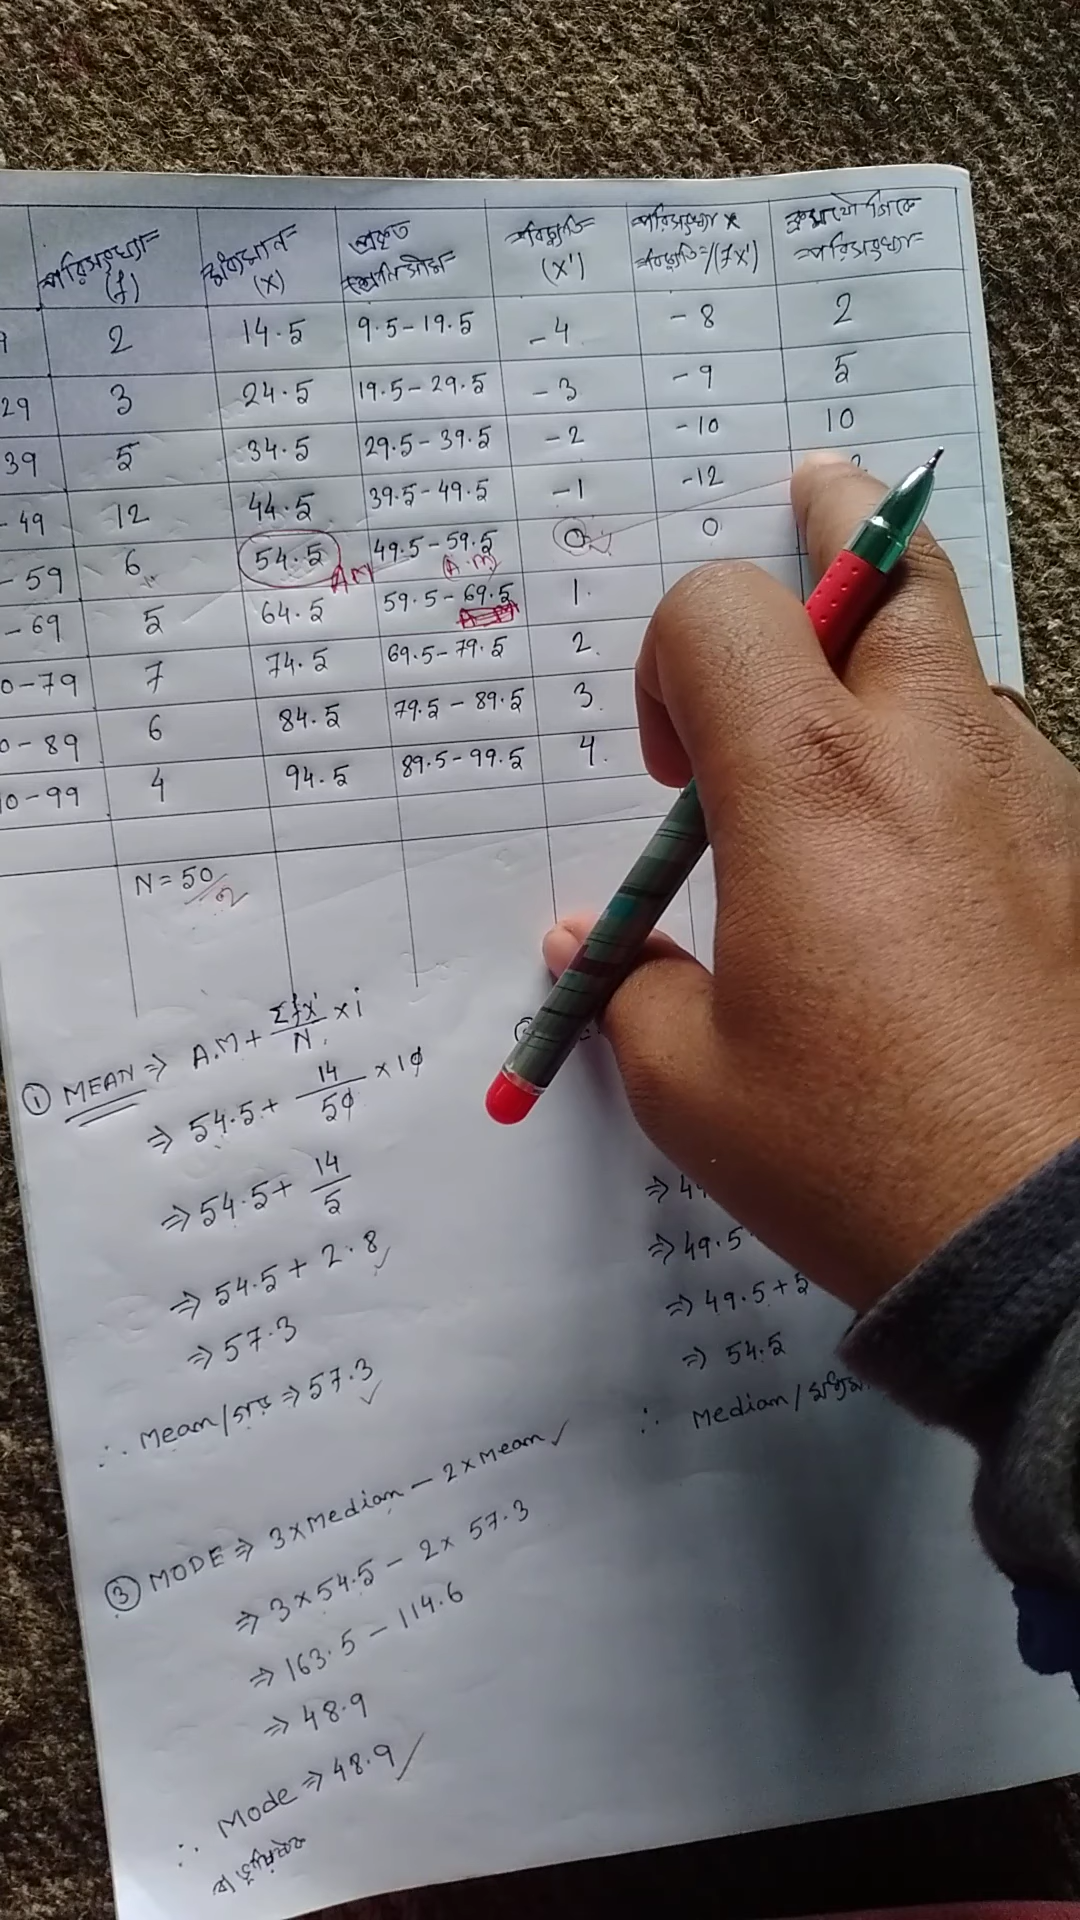 পরিসংখ্যা মধ্যমান প্রকৃত বিচ্যুতি পরিসংখ্যা x ক্রমযৌগিক
(f) (x) শ্রেণিসীমা (x') বিচ্যুতি/(fx') পরিসংখ্যা
9 2 14.5 9.5-19.5 -4 -8 2
29 3 24.5 19.5-29.5 -3 -9 5
39 5 34.5 29.5-39.5 -2 -10 10
-49 12 44.5 39.5-49.5 -1 -12
-59 6 54.5 AM 49.5-59.5 (A.M) 0 0
-69 5 64.5 59.5-69.5 1.
0-79 7 74.5 69.5-79.5 2.
0-89 6 84.5 79.5-89.5 3.
0-99 4 94.5 89.5-99.5 4.
N=50/2
① MEAN ⇒ A.M + Σfx'/N. x i
⇒ 54.5 + 14/50 x 10
⇒ 54.5 + 14/5
⇒ 54.5 + 2.8
⇒ 57.3
∴ Mean/গড় ⇒ 57.3
⇒ 49.5
⇒ 49.5+5
⇒ 54.5
∴ Median/
③ MODE ⇒ 3xMedian - 2xMean
⇒ 3x54.5 - 2x 57.3
⇒ 163.5 - 114.6
⇒ 48.9
∴ Mode ⇒ 48.9